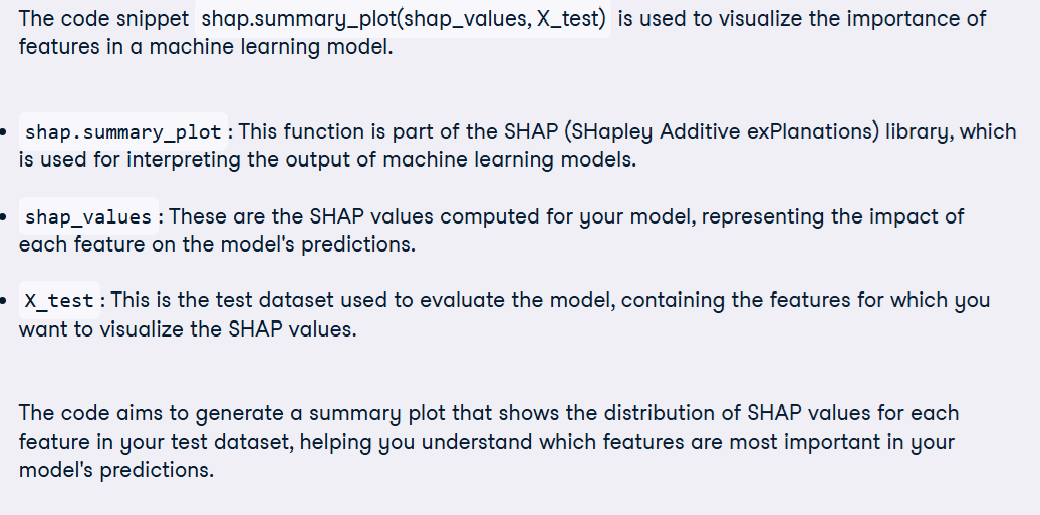 The code snippet shap.summary_plot(shap_values, X_test) is used to visualize the importance of
features in a machine learning model.
• shap.summary_plot : This function is part of the SHAP (SHapley Additive exPlanations) library, which
is used for interpreting the output of machine learning models.
• shap_values : These are the SHAP values computed for your model, representing the impact of
each feature on the model's predictions.
• X_test : This is the test dataset used to evaluate the model, containing the features for which you
want to visualize the SHAP values.
The code aims to generate a summary plot that shows the distribution of SHAP values for each
feature in your test dataset, helping you understand which features are most important in your
model's predictions.